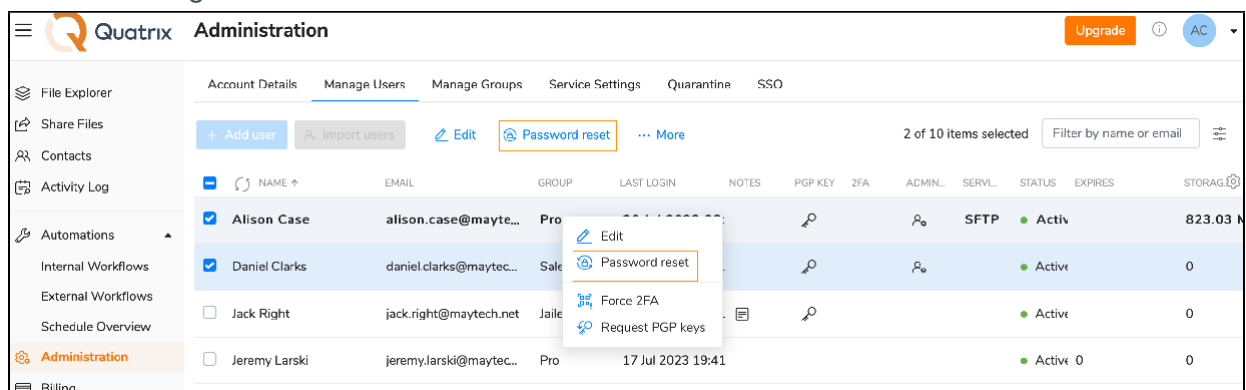 Quatrix Administration Upgrade AC
Account Details Manage Users Manage Groups Service Settings Quarantine SSO
File Explorer
Share Files
Contacts
Activity Log
Automations
Internal Workflows
External Workflows
Schedule Overview
Administration
Billing
+ Add user Import users Edit Password reset ··· More 2 of 10 items selected Filter by name or email
NAME ↑ EMAIL GROUP LAST LOGIN NOTES PGP KEY 2FA ADMIN... SERVI... STATUS EXPIRES STORAG.
Alison Case alison.case@mayte... Pro SFTP Activ 823.03
Daniel Clarks daniel.clarks@maytec... Sale Active 0
Jack Right jack.right@maytech.net Jaile Active 0
Jeremy Larski jeremy.larski@maytec... Pro 17 Jul 2023 19:41 Active 0 0
Edit
Password reset
Force 2FA
Request PGP keys